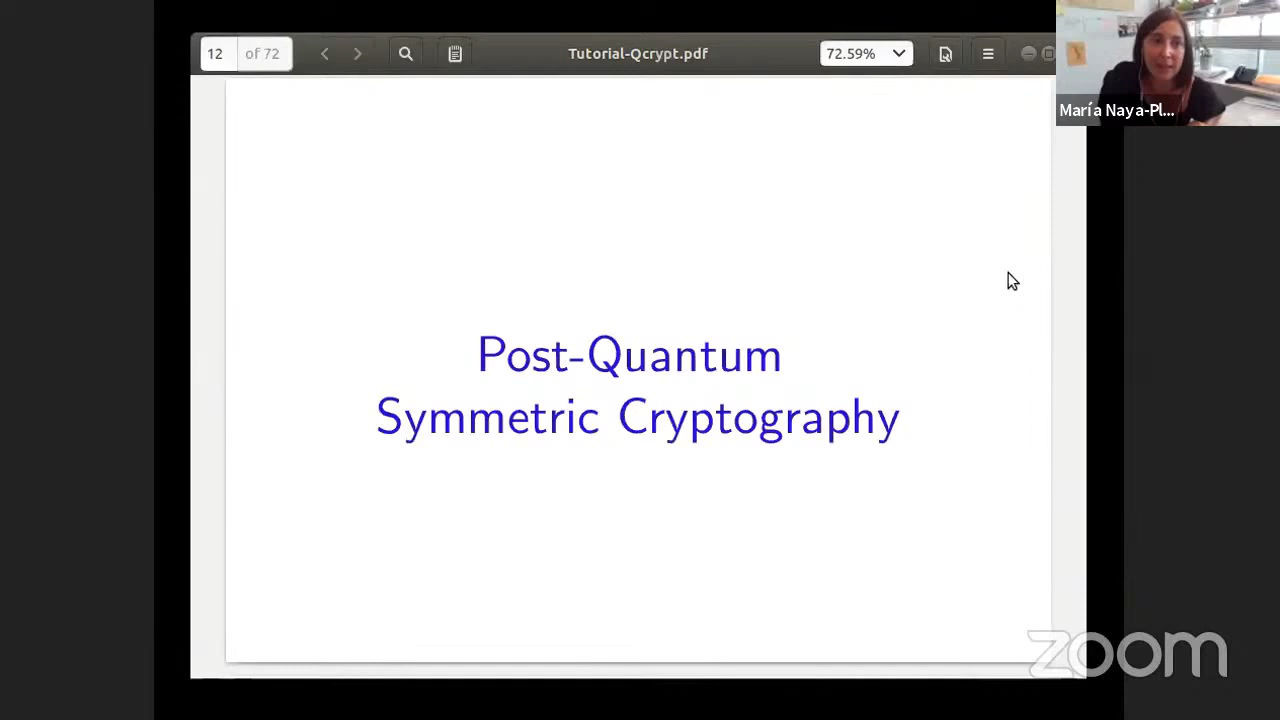 12 of 72
Tutorial-Qcrypt.pdf
72.59%
María Naya-Pl...
Post-Quantum
Symmetric Cryptography
zoom